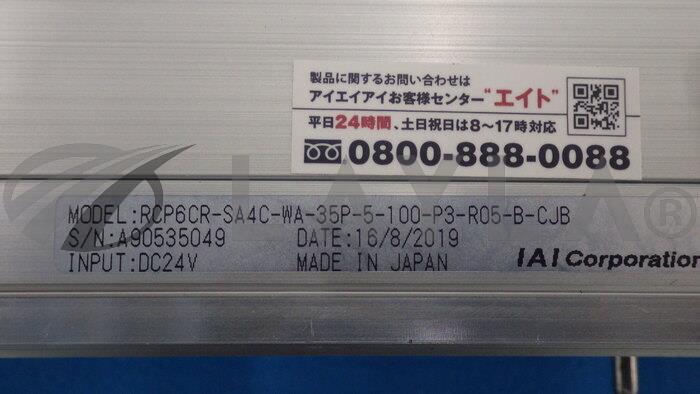 製品に関するお問い合わせは
アイエイアイお客様センター“エイト”
平日24時間、土日祝日は8〜17時対応
0800-888-0088
LAYLA®
MODEL:RCP6CR-SA4C-WA-35P-5-100-P3-R05-B-CJB
S/N:A90535049 DATE:16/8/2019
INPUT:DC24V MADE IN JAPAN
IAI Corporation